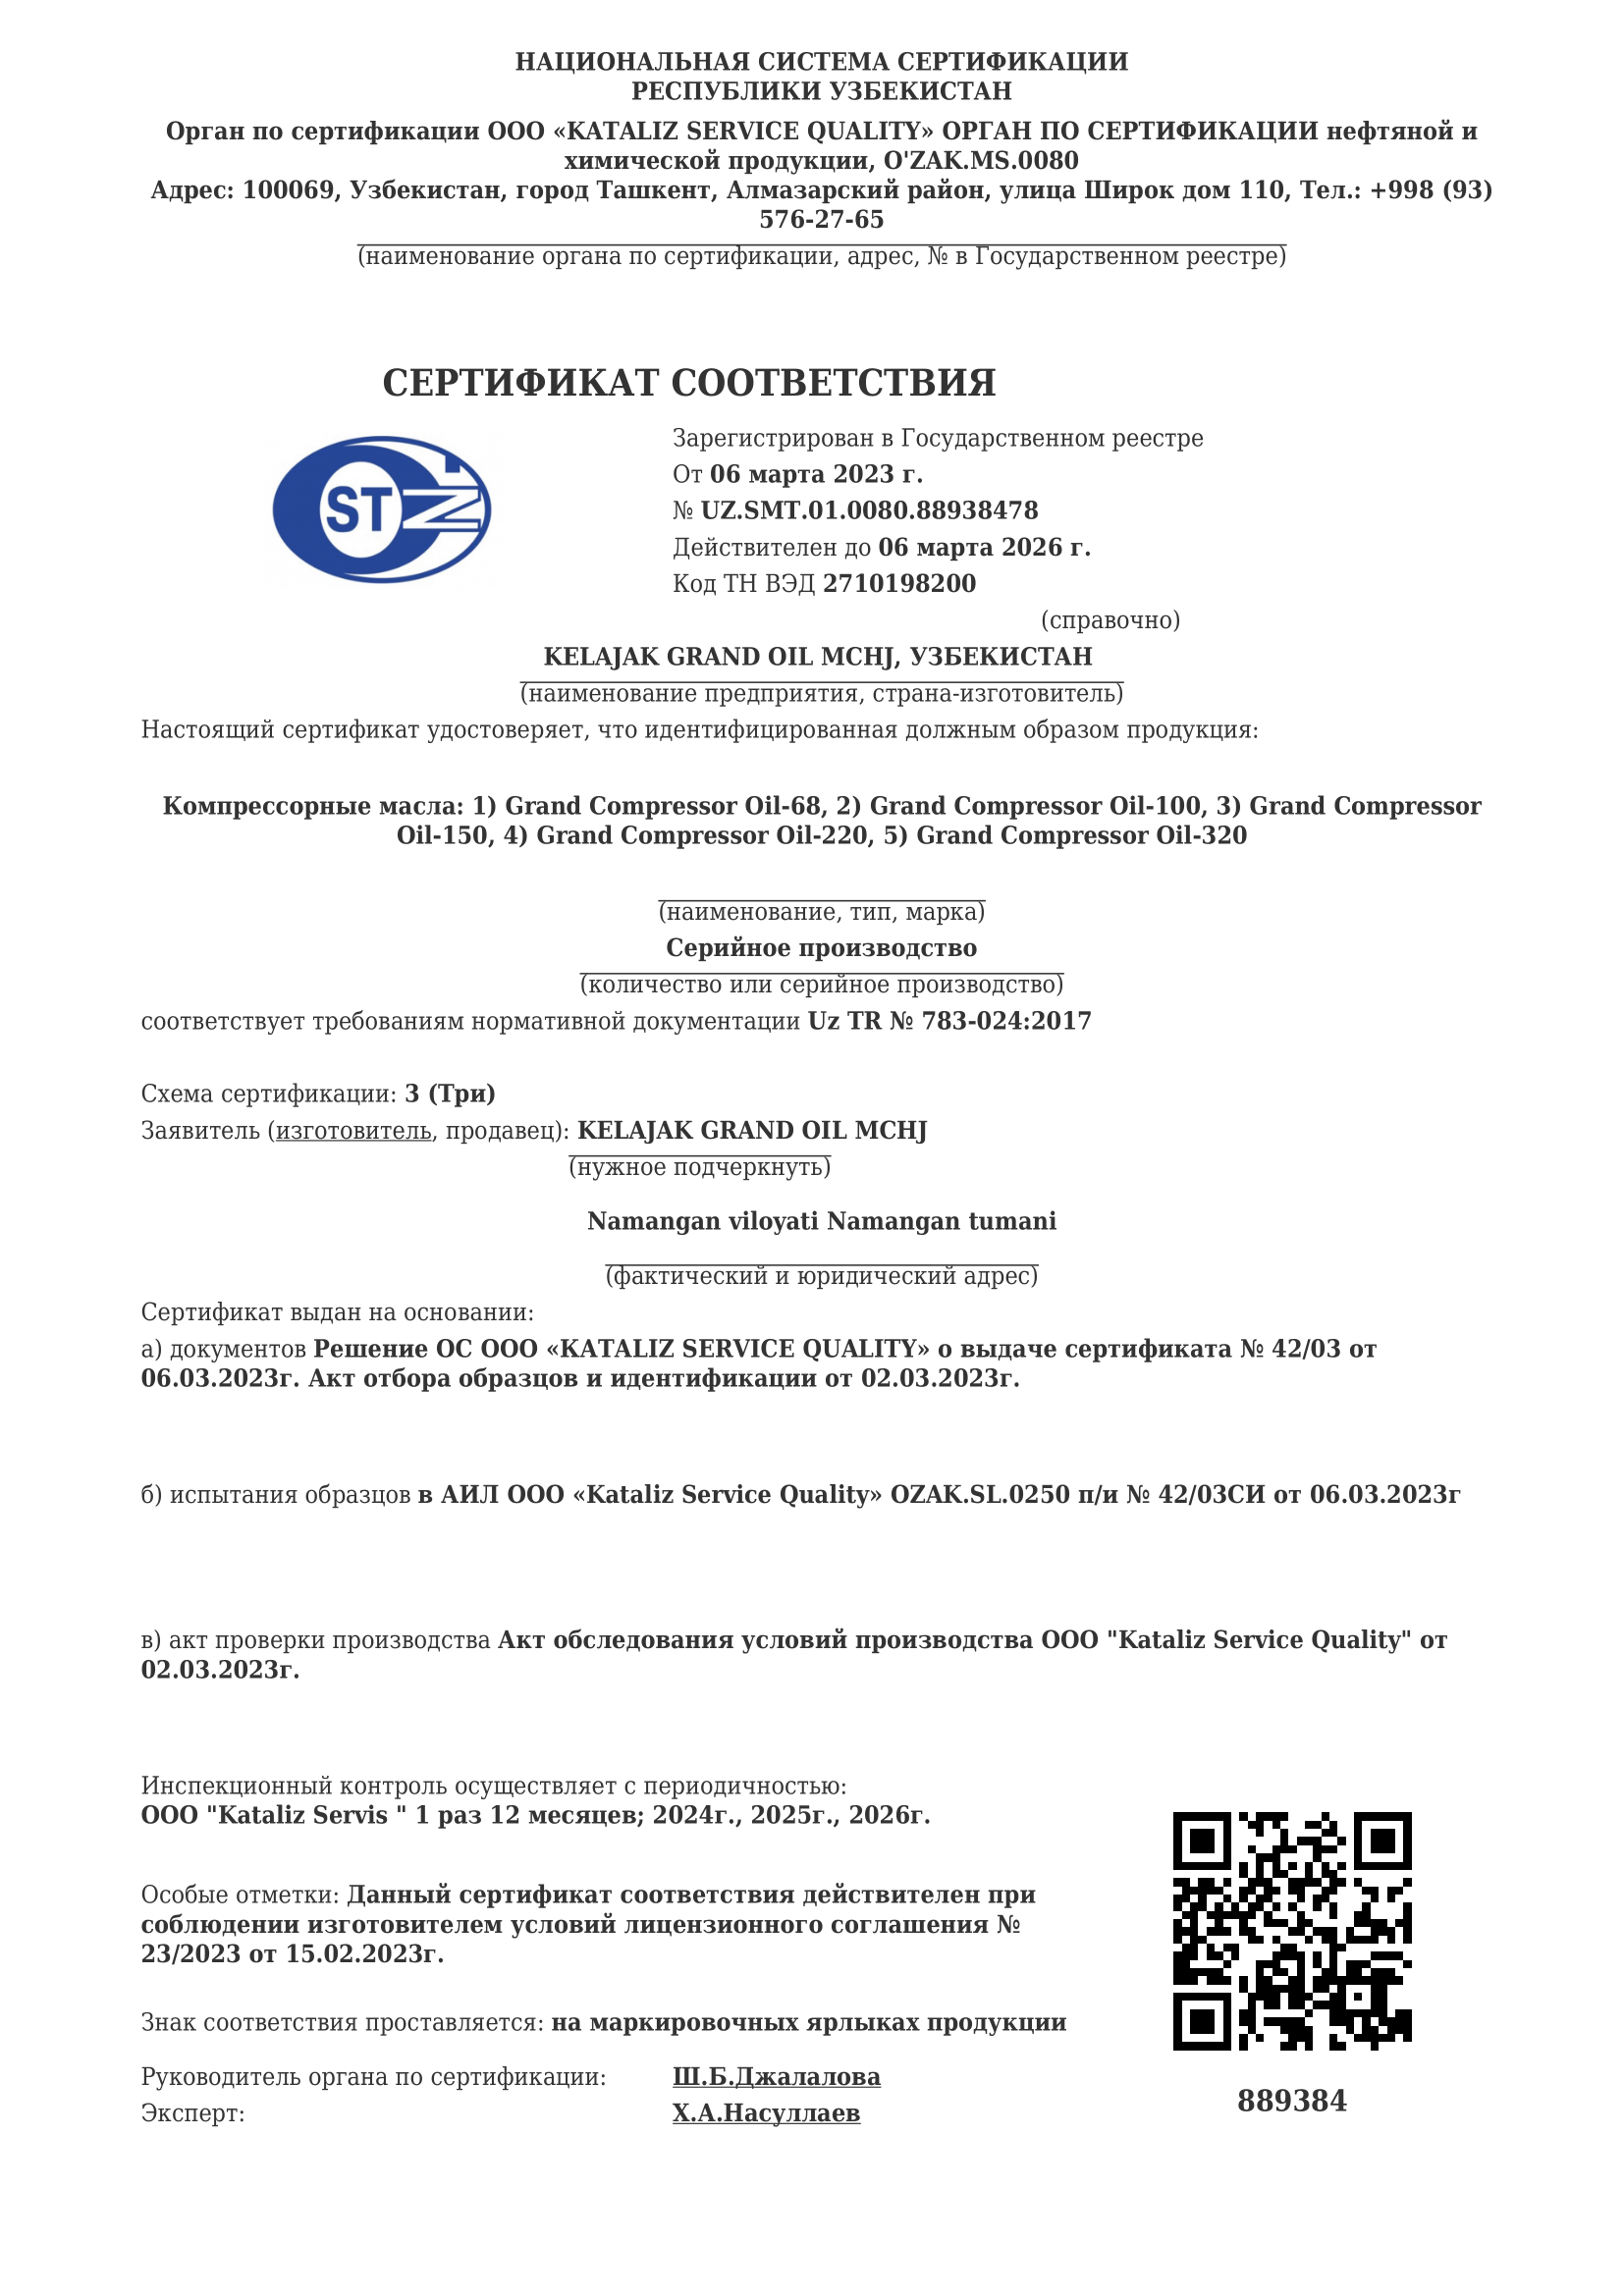 НАЦИОНАЛЬНАЯ СИСТЕМА СЕРТИФИКАЦИИ
РЕСПУБЛИКИ УЗБЕКИСТАН
Орган по сертификации ООО «KATALIZ SERVICE QUALITY» ОРГАН ПО СЕРТИФИКАЦИИ нефтяной и
химической продукции, O'ZAK.MS.0080
Адрес: 100069, Узбекистан, город Ташкент, Алмазарский район, улица Широк дом 110, Тел.: +998 (93)
576-27-65
(наименование органа по сертификации, адрес, № в Государственном реестре)
СЕРТИФИКАТ СООТВЕТСТВИЯ
ST
Зарегистрирован в Государственном реестре
От 06 марта 2023 г.
№ UZ.SMT.01.0080.88938478
Действителен до 06 марта 2026 г.
Код ТН ВЭД 2710198200
(справочно)
KELAJAK GRAND OIL MCHJ, УЗБЕКИСТАН
(наименование предприятия, страна-изготовитель)
Настоящий сертификат удостоверяет, что идентифицированная должным образом продукция:
Компрессорные масла: 1) Grand Compressor Oil-68, 2) Grand Compressor Oil-100, 3) Grand Compressor
Oil-150, 4) Grand Compressor Oil-220, 5) Grand Compressor Oil-320
(наименование, тип, марка)
Серийное производство
(количество или серийное производство)
соответствует требованиям нормативной документации Uz TR № 783-024:2017
Схема сертификации: 3 (Три)
Заявитель (изготовитель, продавец): KELAJAK GRAND OIL MCHJ
(нужное подчеркнуть)
Namangan viloyati Namangan tumani
(фактический и юридический адрес)
Сертификат выдан на основании:
а) документов Решение ОС ООО «KATALIZ SERVICE QUALITY» о выдаче сертификата № 42/03 от
06.03.2023г. Акт отбора образцов и идентификации от 02.03.2023г.
б) испытания образцов в АИЛ ООО «Kataliz Service Quality» OZAK.SL.0250 п/и № 42/03СИ от 06.03.2023г
в) акт проверки производства Акт обследования условий производства ООО "Kataliz Service Quality" от
02.03.2023г.
Инспекционный контроль осуществляет с периодичностью:
ООО "Kataliz Servis " 1 раз 12 месяцев; 2024г., 2025г., 2026г.
Особые отметки: Данный сертификат соответствия действителен при
соблюдении изготовителем условий лицензионного соглашения №
23/2023 от 15.02.2023г.
Знак соответствия проставляется: на маркировочных ярлыках продукции
Руководитель органа по сертификации: Ш.Б.Джалалова
Эксперт: Х.А.Насуллаев
889384